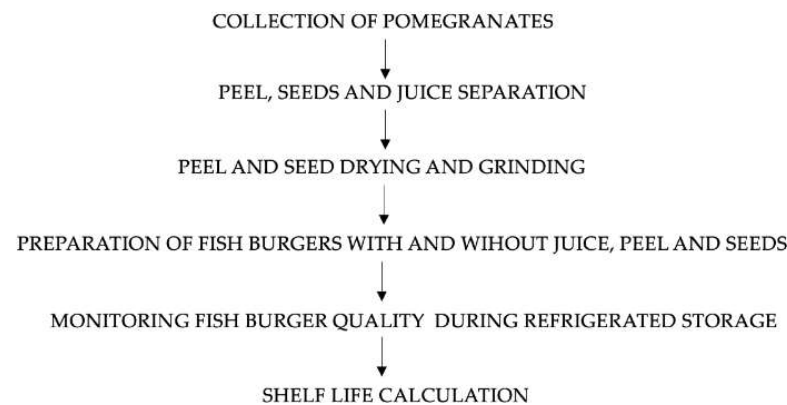 COLLECTION OF POMEGRANATES
PEEL, SEEDS AND JUICE SEPARATION
PEEL AND SEED DRYING AND GRINDING
PREPARATION OF FISH BURGERS WITH AND WIHOUT JUICE, PEEL AND SEEDS
MONITORING FISH BURGER QUALITY DURING REFRIGERATED STORAGE
SHELF LIFE CALCULATION